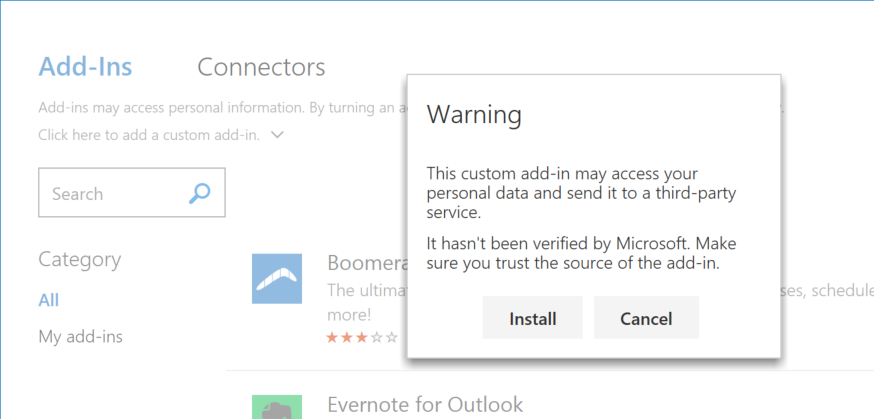 Add-Ins
Connectors
Add-ins may access personal information. By turning an a
Click here to add a custom add-in.
Search
Category
All
My add-ins
Boomera
The ultima
ses, schedule
more!
Evernote for Outlook
Warning
This custom add-in may access your
personal data and send it to a third-party
service.
It hasn't been verified by Microsoft. Make
sure you trust the source of the add-in.
Install
Cancel